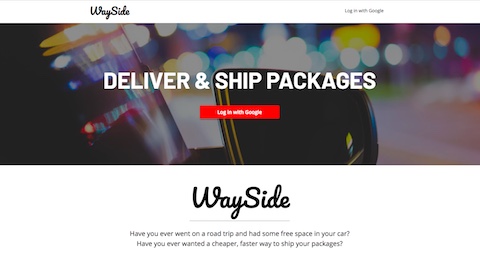 WaySide
Log in with Google
DELIVER & SHIP PACKAGES
Log in with Google
WaySide
Have you ever went on a road trip and had some free space in your car?
Have you ever wanted a cheaper, faster way to ship your packages?